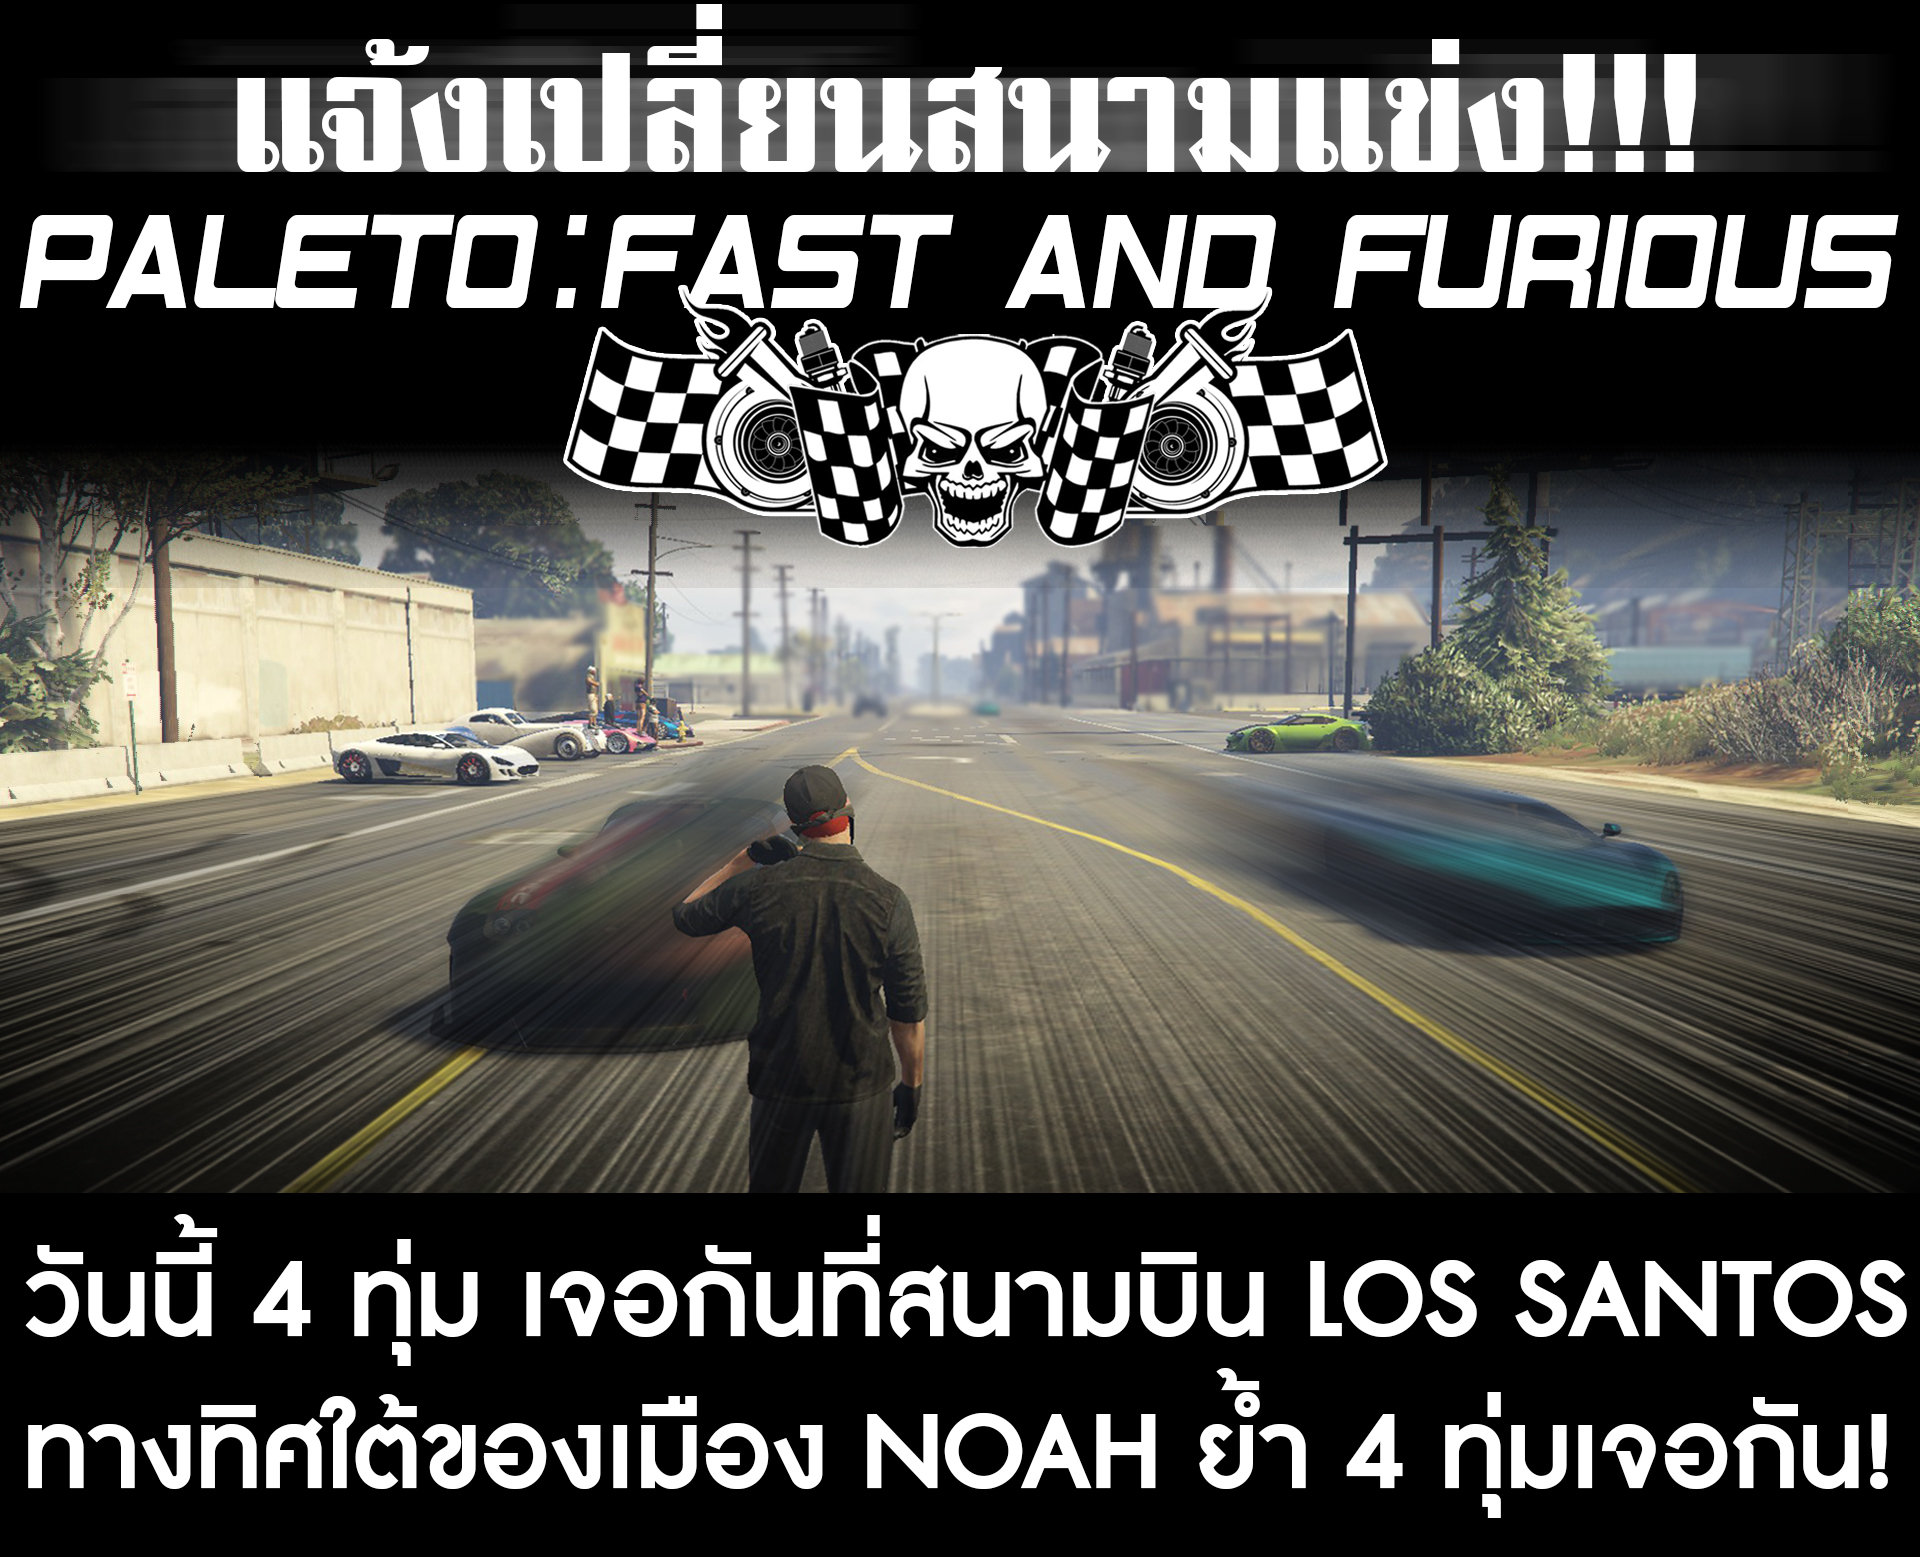 แจ้งเปลี่ยนสนามแข่ง!!!
PALETO:FAST AND FURIOUS
วันนี้ 4 ทุ่ม เจอกันที่สนามบิน LOS SANTOS
ทางทิศใต้ของเมือง NOAH ย้ำ 4 ทุ่มเจอกัน!